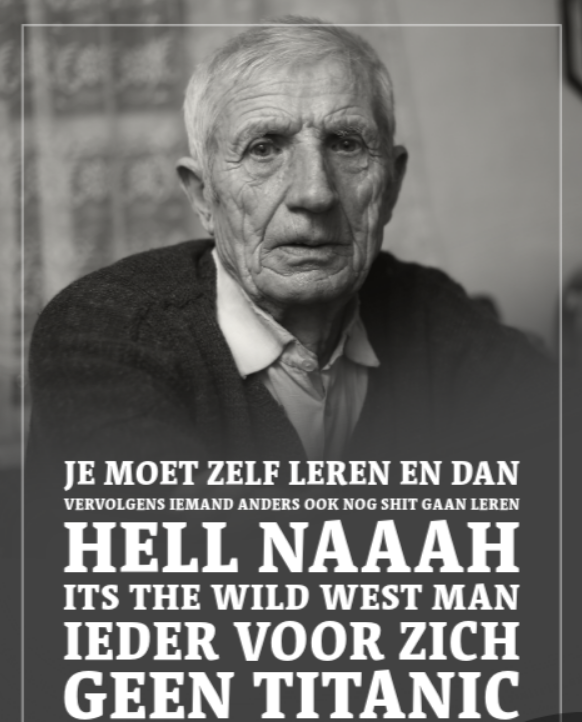 JE MOET ZELF LEREN EN DAN
VERVOLGENS IEMAND ANDERS OOK NOG SHIT GAAN LEREN
HELL NAAAH
ITS THE WILD WEST MAN
IEDER VOOR ZICH
GEEN TITANIC